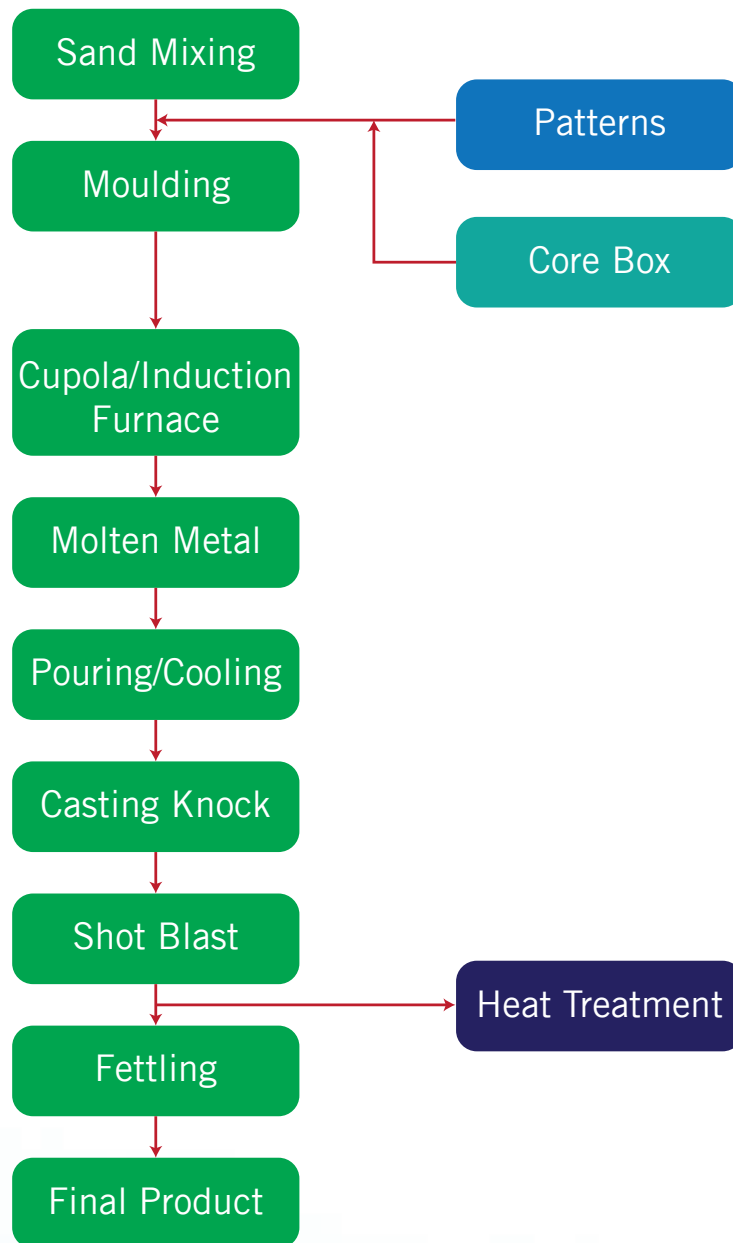 Sand Mixing
Patterns
Moulding
Core Box
Cupola/Induction
Furnace
Molten Metal
Pouring/Cooling
Casting Knock
Shot Blast
Heat Treatment
Fettling
Final Product